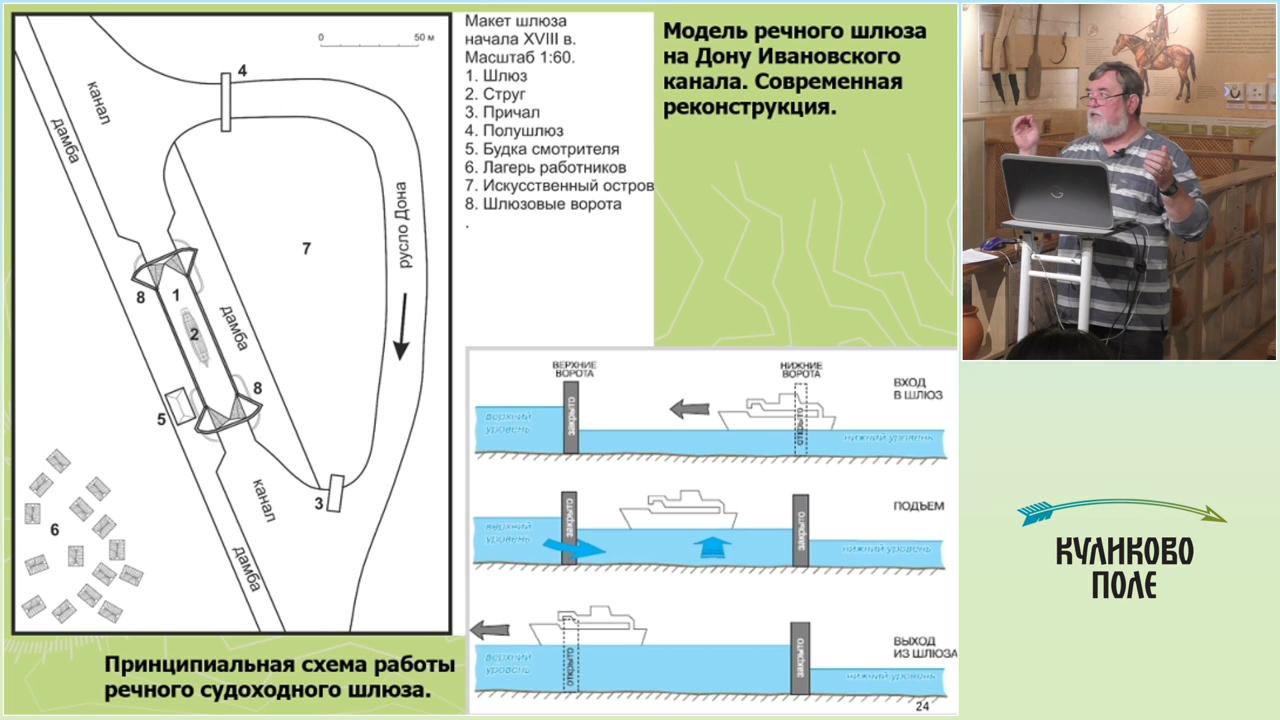 0
50 м
4
канал
дамба
русло Дона
7
8
1
2
дамба
8
5
3
канал
6
дамба
Макет шлюза
начала XVIII в.
Масштаб 1:60.
1. Шлюз
2. Струг
3. Причал
4. Полушлюз
5. Будка смотрителя
6. Лагерь работников
7. Искусственный остров
8. Шлюзовые ворота
.
Модель речного шлюза
на Дону Ивановского
канала. Современная
реконструкция.
ВЕРХНИЕ
ВОРОТА
НИЖНИЕ
ВОРОТА
ВХОД
В ШЛЮЗ
верхний
уровень
закрыто
открыто
нижний уровень
ПОДЪЕМ
верхний
уровень
закрыто
закрыто
нижний уровень
ВЫХОД
ИЗ ШЛЮЗА
верхний
уровень
открыто
закрыто
нижний уровень
24
Принципиальная схема работы
речного судоходного шлюза.
КУЛИКОВО
ПОЛЕ